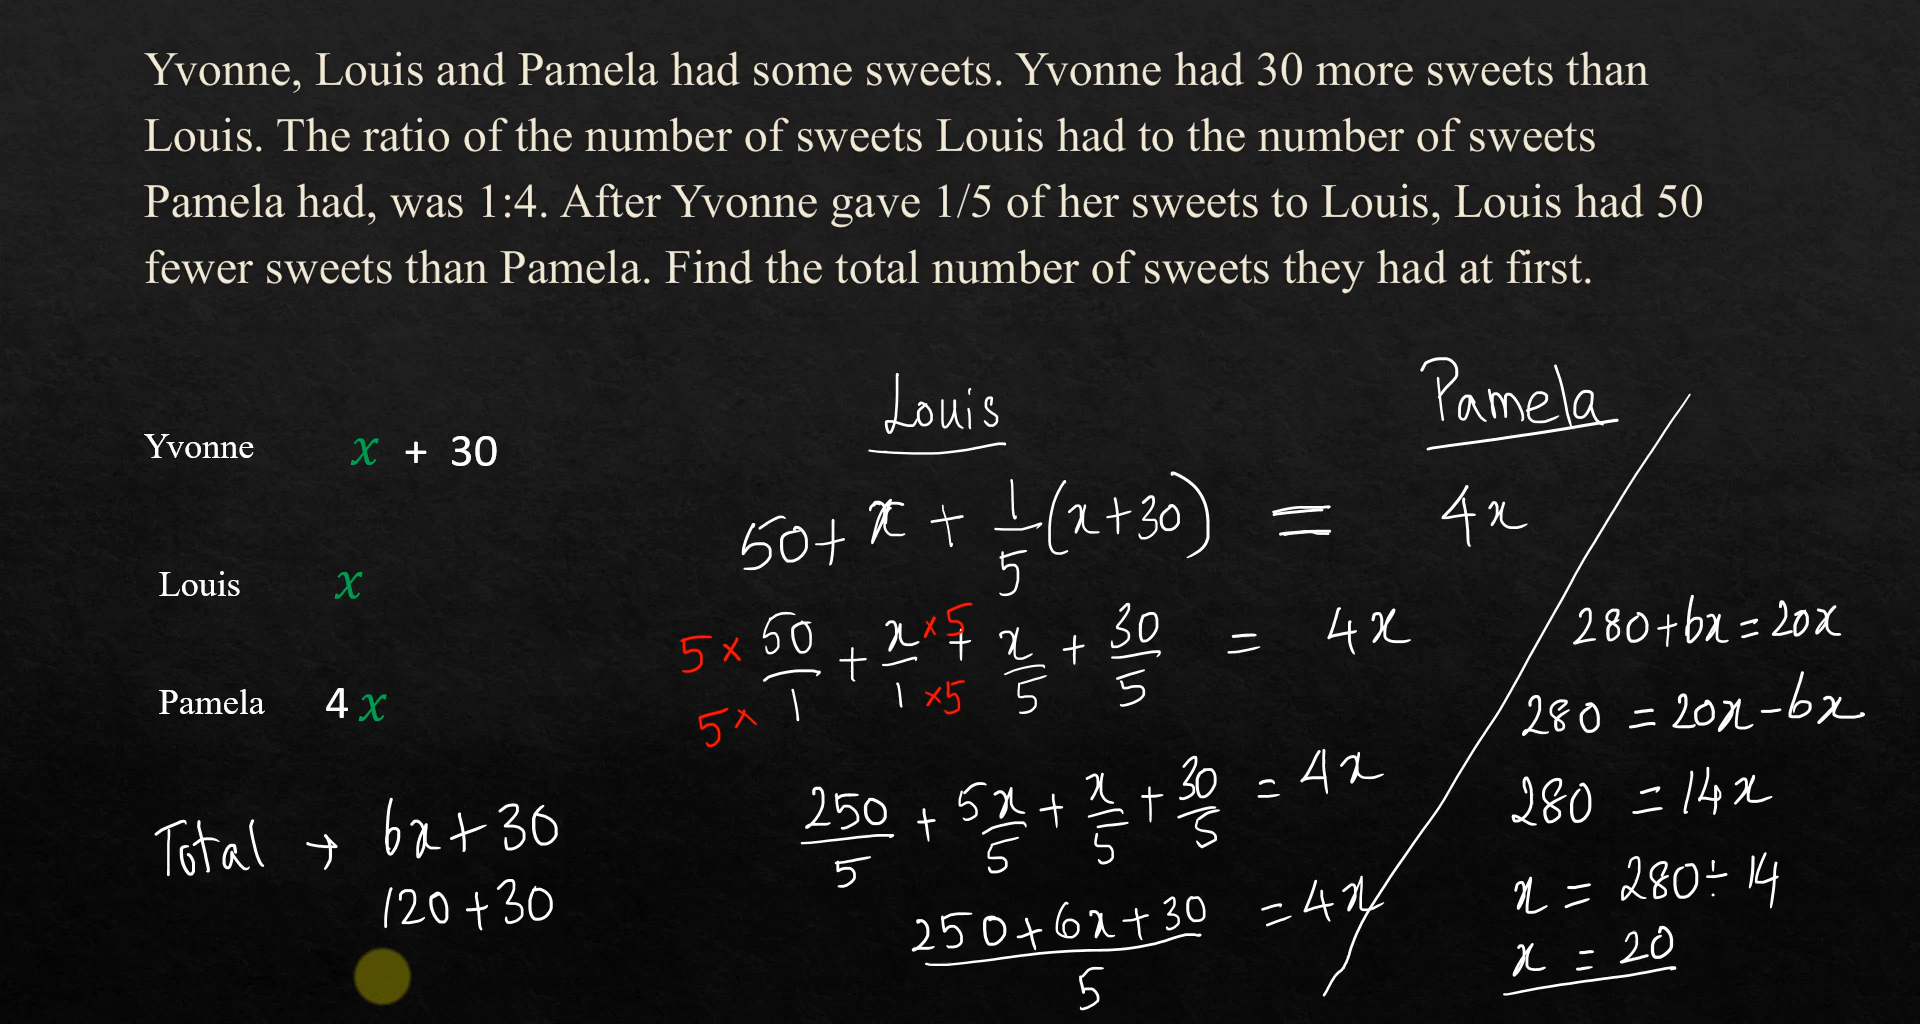 Yvonne, Louis and Pamela had some sweets. Yvonne had 30 more sweets than
Louis. The ratio of the number of sweets Louis had to the number of sweets
Pamela had, was 1:4. After Yvonne gave 1/5 of her sweets to Louis, Louis had 50
fewer sweets than Pamela. Find the total number of sweets they had at first.
Yvonne x + 30
Louis x
Pamela 4x
Total → 6x+30
120+30
Louis Pamela
50+x+1/5(x+30) = 4x
5× 50/1 ×5 + x/1 ×5 ×5 + x/5 + 30/5 = 4x
250/5 + 5x/5 + x/5 + 30/5 = 4x
250+6x+30/5 = 4x
280+6x=20x
280 = 20x-6x
280 = 14x
x = 280÷14
x = 20